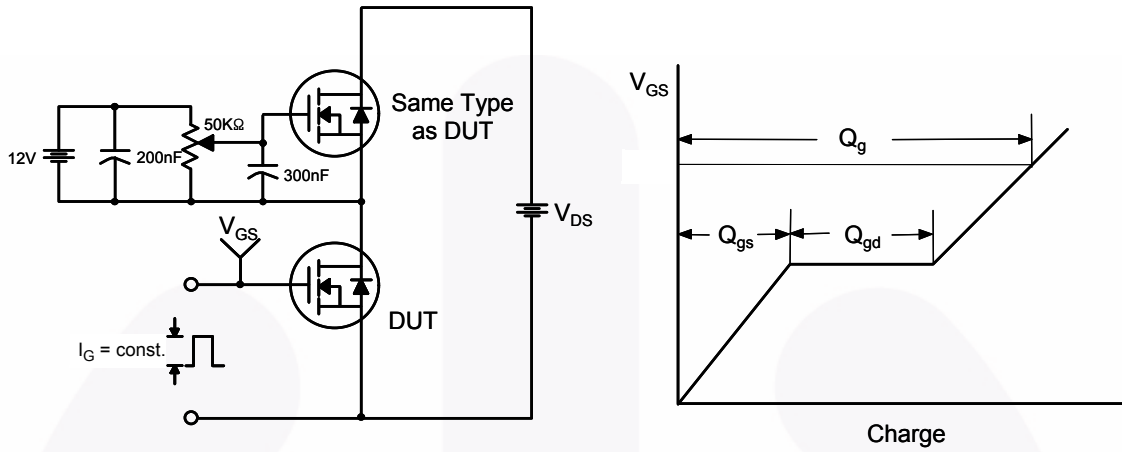 12V
200nF
50KΩ
300nF
Same Type
as DUT
V_GS
DUT
I_G = const.
V_DS
V_GS
Q_g
Q_gs
Q_gd
Charge